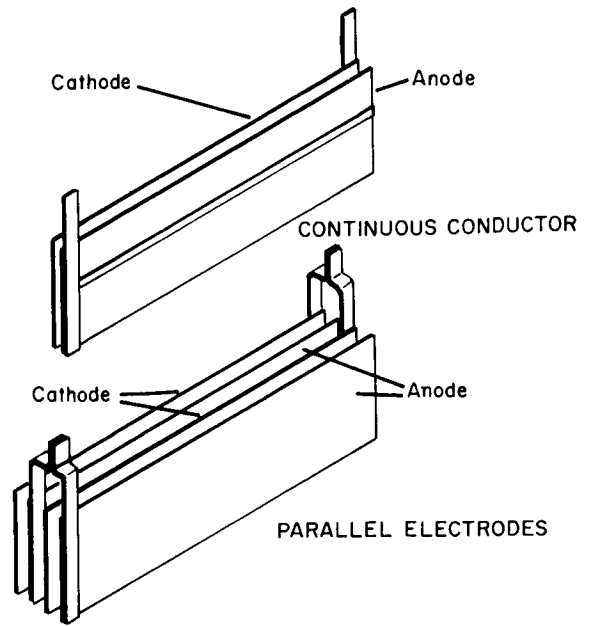 Cathode
Anode
CONTINUOUS CONDUCTOR
Cathode
Anode
PARALLEL ELECTRODES